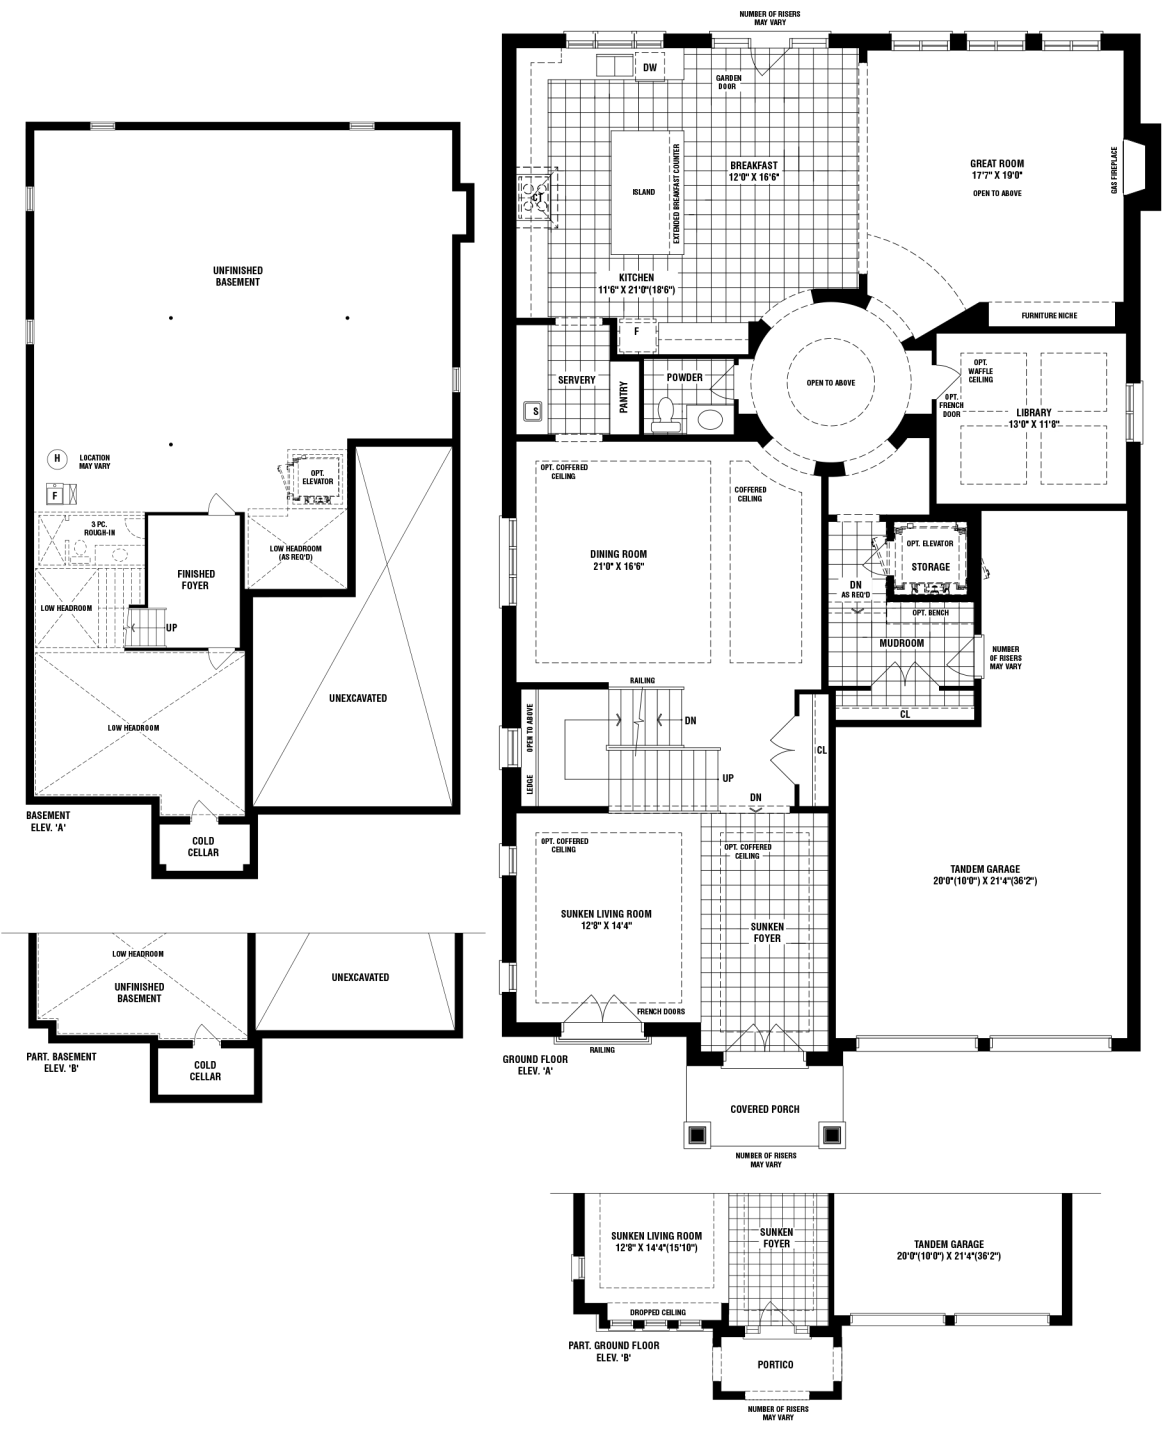 UNFINISHED
BASEMENT
H
LOCATION
MAY VARY
F
OPT.
ELEVATOR
3 PC.
ROUGH-IN
LOW HEADROOM
(AS REQ'D)
FINISHED
FOYER
LOW HEADROOM
UP
LOW HEADROOM
UNEXCAVATED
BASEMENT
ELEV. 'A'
COLD
CELLAR
LOW HEADROOM
UNFINISHED
BASEMENT
UNEXCAVATED
PART. BASEMENT
ELEV. 'B'
COLD
CELLAR
NUMBER OF RISERS
MAY VARY
DW
GARDEN
DOOR
BREAKFAST
12'0" X 16'6"
ISLAND
EXTENDED BREAKFAST COUNTER
CT
GREAT ROOM
17'7" X 19'0"
OPEN TO ABOVE
GAS FIREPLACE
KITCHEN
11'6" X 21'0"(18'6")
F
FURNITURE NICHE
SERVERY
PANTRY
S
POWDER
OPEN TO ABOVE
OPT.
WAFFLE
CEILING
OPT.
FRENCH
DOOR
LIBRARY
13'0" X 11'8"
OPT. COFFERED
CEILING
COFFERED
CEILING
DINING ROOM
21'0" X 16'6"
OPT. ELEVATOR
STORAGE
DN
AS REQ'D
OPT. BENCH
MUDROOM
NUMBER
OF RISERS
MAY VARY
CL
RAILING
OPEN TO ABOVE
LEDGE
DN
UP
CL
DN
OPT. COFFERED
CEILING
OPT. COFFERED
CEILING
TANDEM GARAGE
20'0"(10'0") X 21'4"(36'2")
SUNKEN LIVING ROOM
12'8" X 14'4"
SUNKEN
FOYER
FRENCH DOORS
RAILING
GROUND FLOOR
ELEV. 'A'
COVERED PORCH
NUMBER OF RISERS
MAY VARY
SUNKEN LIVING ROOM
12'8" X 14'4"(15'10")
SUNKEN
FOYER
TANDEM GARAGE
20'0"(10'0") X 21'4"(36'2")
DROPPED CEILING
PART. GROUND FLOOR
ELEV. 'B'
PORTICO
NUMBER OF RISERS
MAY VARY